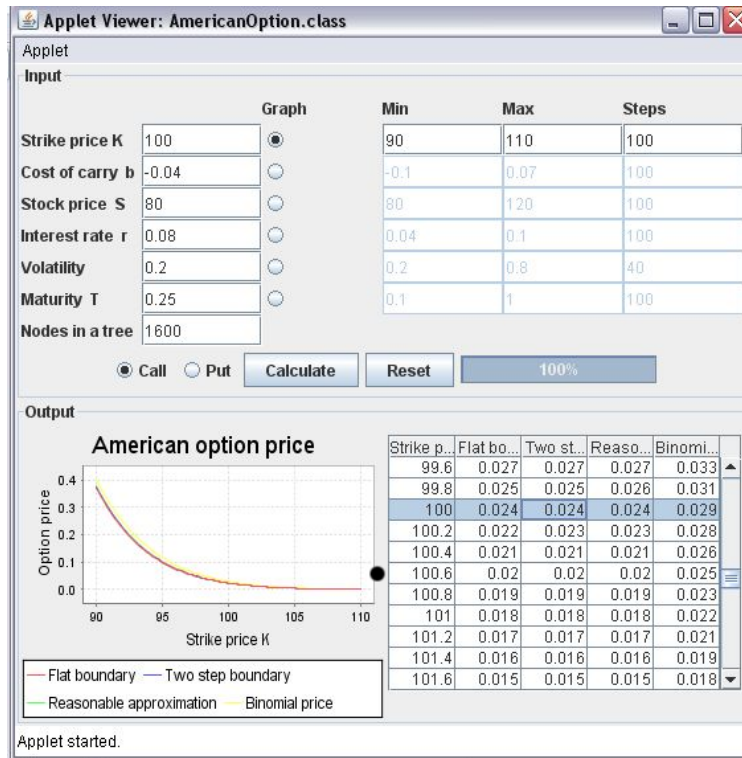 Applet Viewer: AmericanOption.class
Applet
Input
Graph Min Max Steps
Strike price K 100 90 110 100
Cost of carry b -0.04 -0.1 0.07 100
Stock price S 80 80 120 100
Interest rate r 0.08 0.04 0.1 100
Volatility 0.2 0.2 0.8 40
Maturity T 0.25 0.1 1 100
Nodes in a tree 1600
Call Put Calculate Reset 100%
Output
American option price
Option price
0.4
0.3
0.2
0.1
0.0
90 95 100 105 110
Strike price K
Flat boundary Two step boundary
Reasonable approximation Binomial price
Strike p... Flat bo... Two st... Reaso... Binomi...
99.6 0.027 0.027 0.027 0.033
99.8 0.025 0.025 0.026 0.031
100 0.024 0.024 0.024 0.029
100.2 0.022 0.023 0.023 0.028
100.4 0.021 0.021 0.021 0.026
100.6 0.02 0.02 0.02 0.025
100.8 0.019 0.019 0.019 0.023
101 0.018 0.018 0.018 0.022
101.2 0.017 0.017 0.017 0.021
101.4 0.016 0.016 0.016 0.019
101.6 0.015 0.015 0.015 0.018
Applet started.